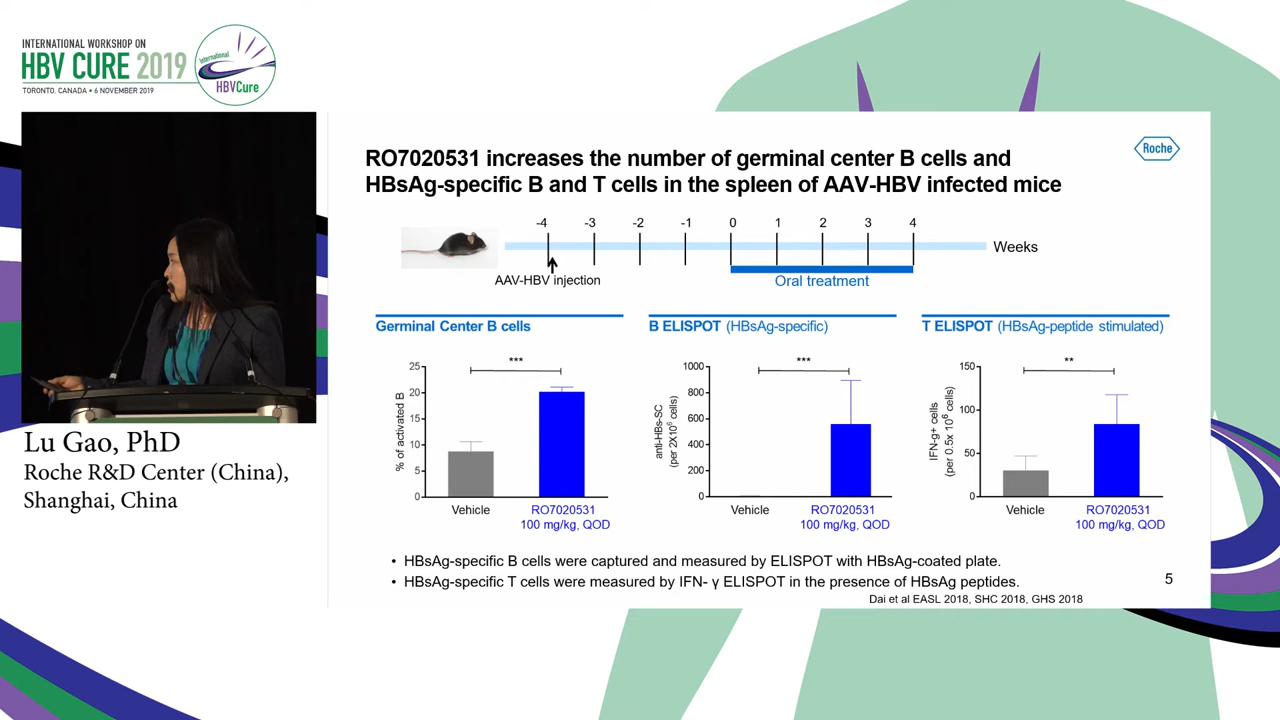 INTERNATIONAL WORKSHOP ON
HBV CURE 2019
TORONTO, CANADA • 6 NOVEMBER 2019
International
HBVCure
Roche
RO7020531 increases the number of germinal center B cells and
HBsAg-specific B and T cells in the spleen of AAV-HBV infected mice
-4 -3 -2 -1 0 1 2 3 4
Weeks
AAV-HBV injection
Oral treatment
Germinal Center B cells
***
% of activated B
25
20
15
10
5
0
Vehicle
RO7020531
100 mg/kg, QOD
B ELISPOT (HBsAg-specific)
***
anti-HBs-SC
(per 2X10⁶ cells)
1000
800
600
400
200
0
Vehicle
RO7020531
100 mg/kg, QOD
T ELISPOT (HBsAg-peptide stimulated)
**
IFN-g+ cells
(per 0.5x 10⁶ cells)
150
100
50
0
Vehicle
RO7020531
100 mg/kg, QOD
• HBsAg-specific B cells were captured and measured by ELISPOT with HBsAg-coated plate.
• HBsAg-specific T cells were measured by IFN- γ ELISPOT in the presence of HBsAg peptides.
5
Dai et al EASL 2018, SHC 2018, GHS 2018
Lu Gao, PhD
Roche R&D Center (China),
Shanghai, China